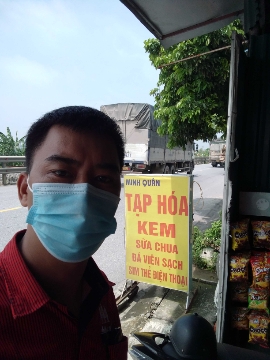 MINH QUÂN
TẠP HÓA
KEM
SỮA CHUA
ĐÁ VIÊN SẠCH
SIM THẺ ĐIỆN THOẠI